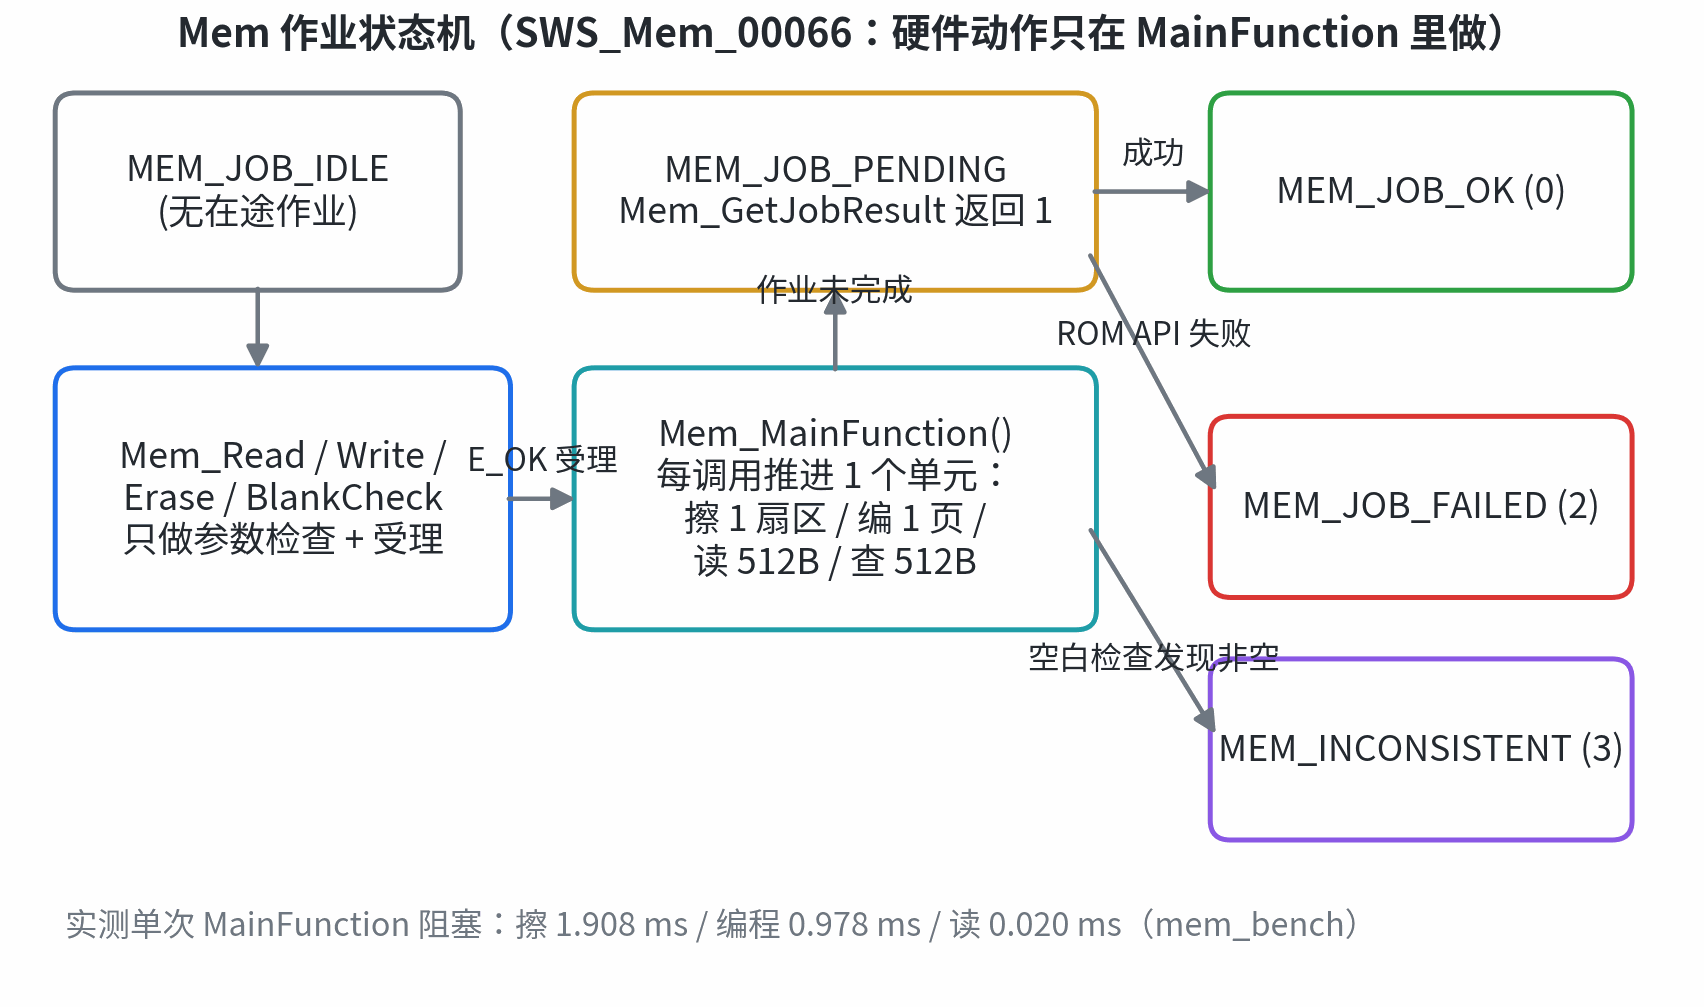 Mem 作业状态机（SWS_Mem_00066：硬件动作只在 MainFunction 里做）
MEM_JOB_IDLE
(无在途作业)
MEM_JOB_PENDING
Mem_GetJobResult 返回 1
成功
MEM_JOB_OK (0)
作业未完成
ROM API 失败
Mem_Read / Write /
Erase / BlankCheck
只做参数检查 + 受理
E_OK 受理
Mem_MainFunction()
每调用推进 1 个单元：
擦 1 扇区 / 编 1 页 /
读 512B / 查 512B
MEM_JOB_FAILED (2)
空白检查发现非空
MEM_INCONSISTENT (3)
实测单次 MainFunction 阻塞：擦 1.908 ms / 编程 0.978 ms / 读 0.020 ms（mem_bench）